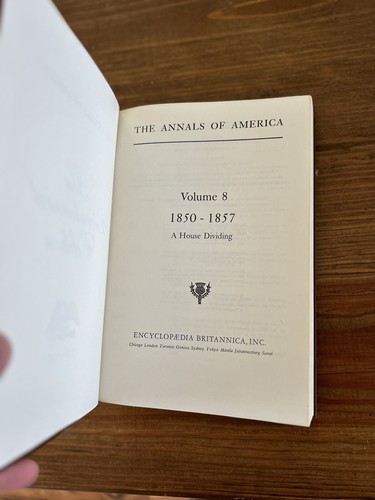 THE ANNALS OF AMERICA
Volume 8
1850 - 1857
A House Dividing
ENCYCLOPÆDIA BRITANNICA, INC.
Chicago London Toronto Geneva Sydney Tokyo Manila Johannesburg Seoul